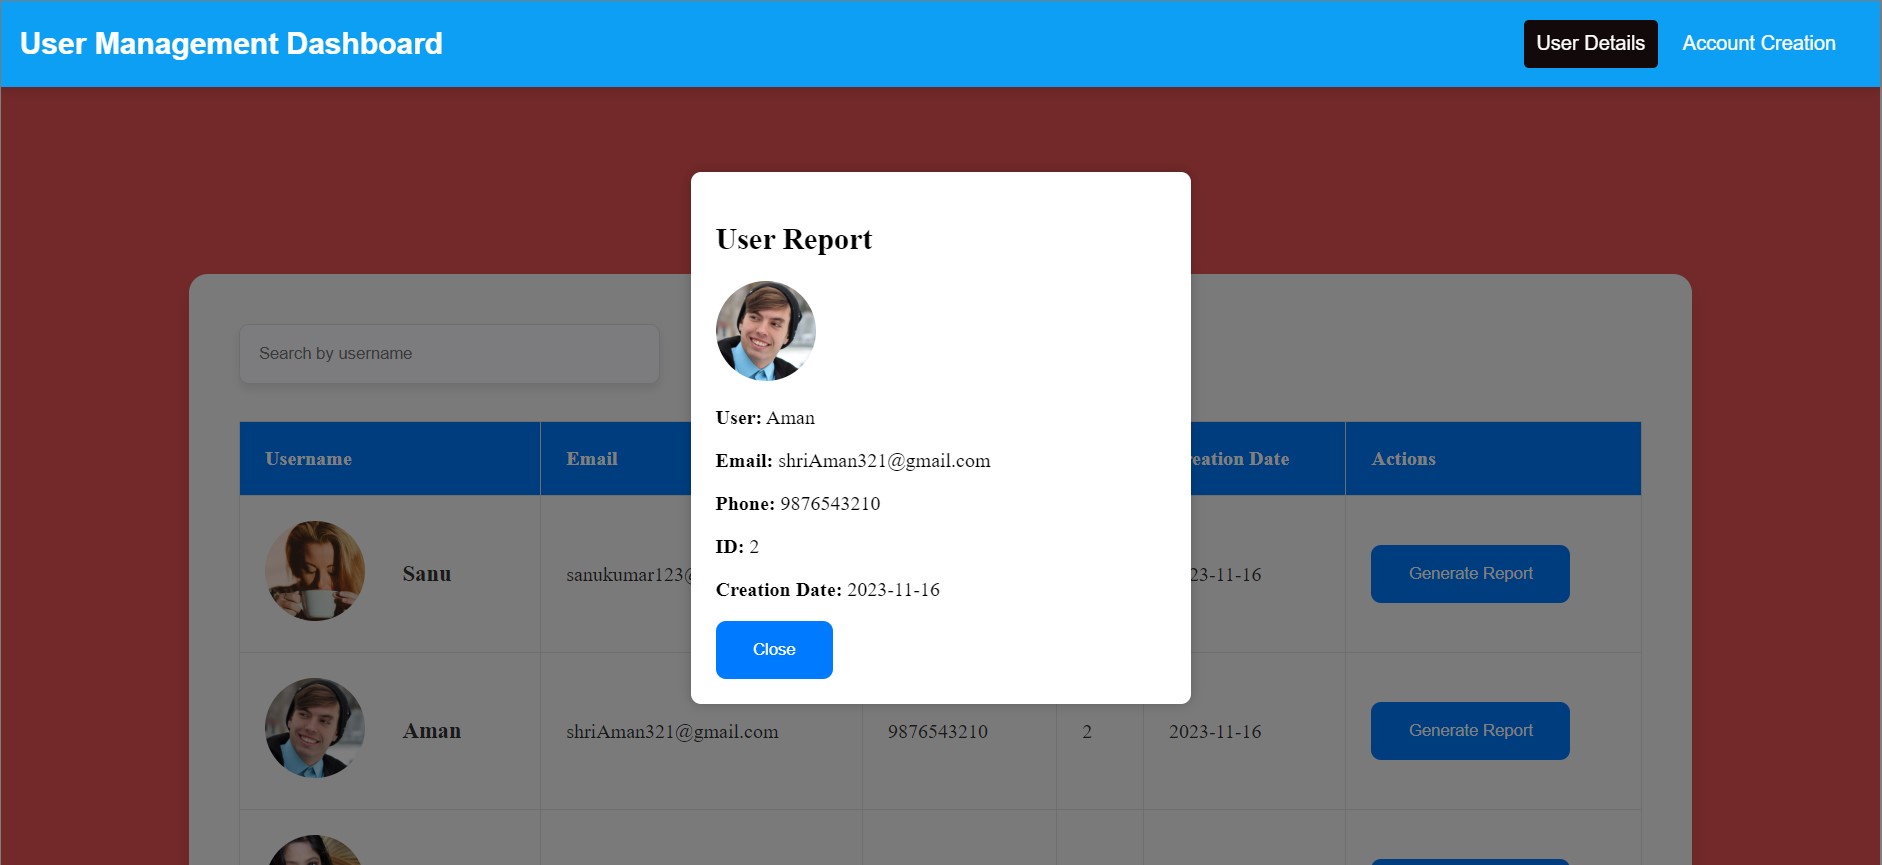 User Management Dashboard
User Details
Account Creation
User Report
User: Aman
Email: shriAman321@gmail.com
Phone: 9876543210
ID: 2
Creation Date: 2023-11-16
Close
Search by username
Username Email eation Date Actions
Sanu sanukumar123 23-11-16 Generate Report
Aman shriAman321@gmail.com 9876543210 2 2023-11-16 Generate Report